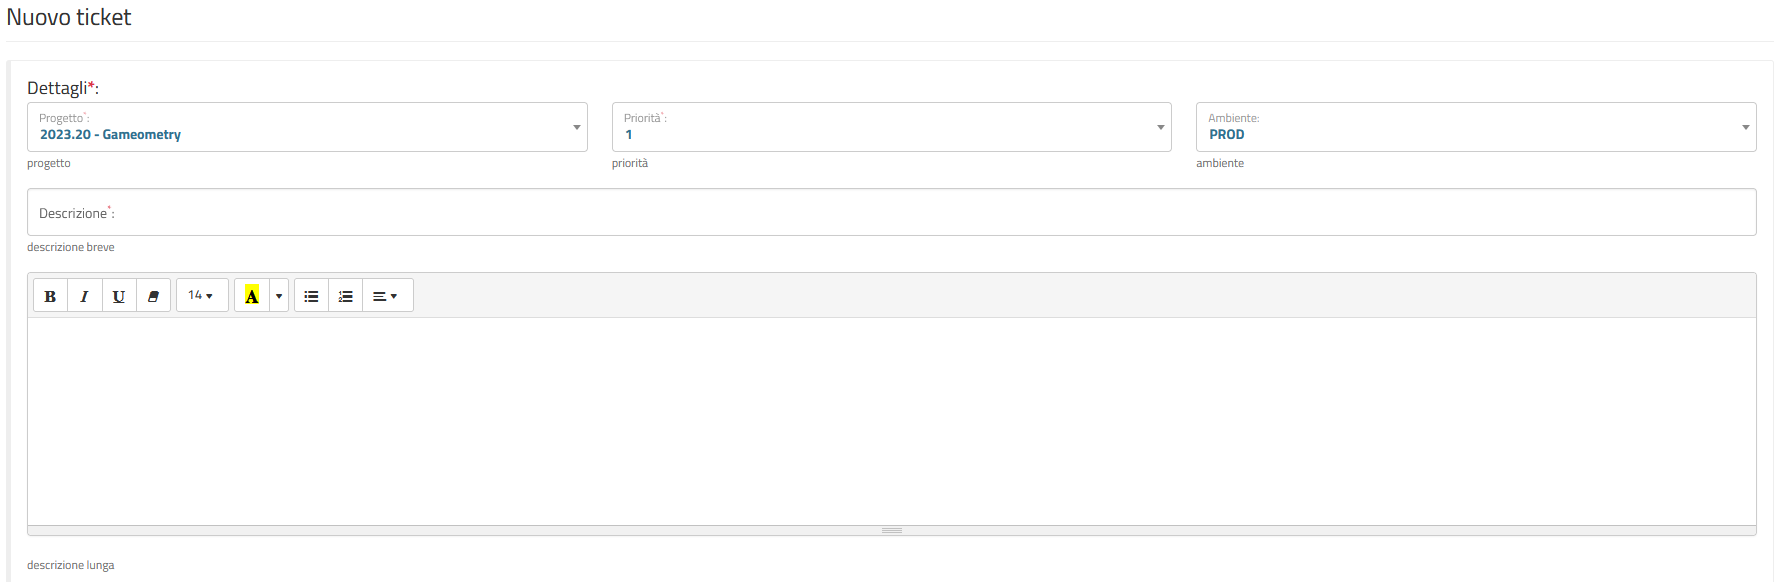 Nuovo ticket
Dettagli*:
Progetto*:
2023.20 - Gameometry
progetto
Priorità*:
1
priorità
Ambiente:
PROD
ambiente
Descrizione*:
descrizione breve
B I U 14 A
descrizione lunga